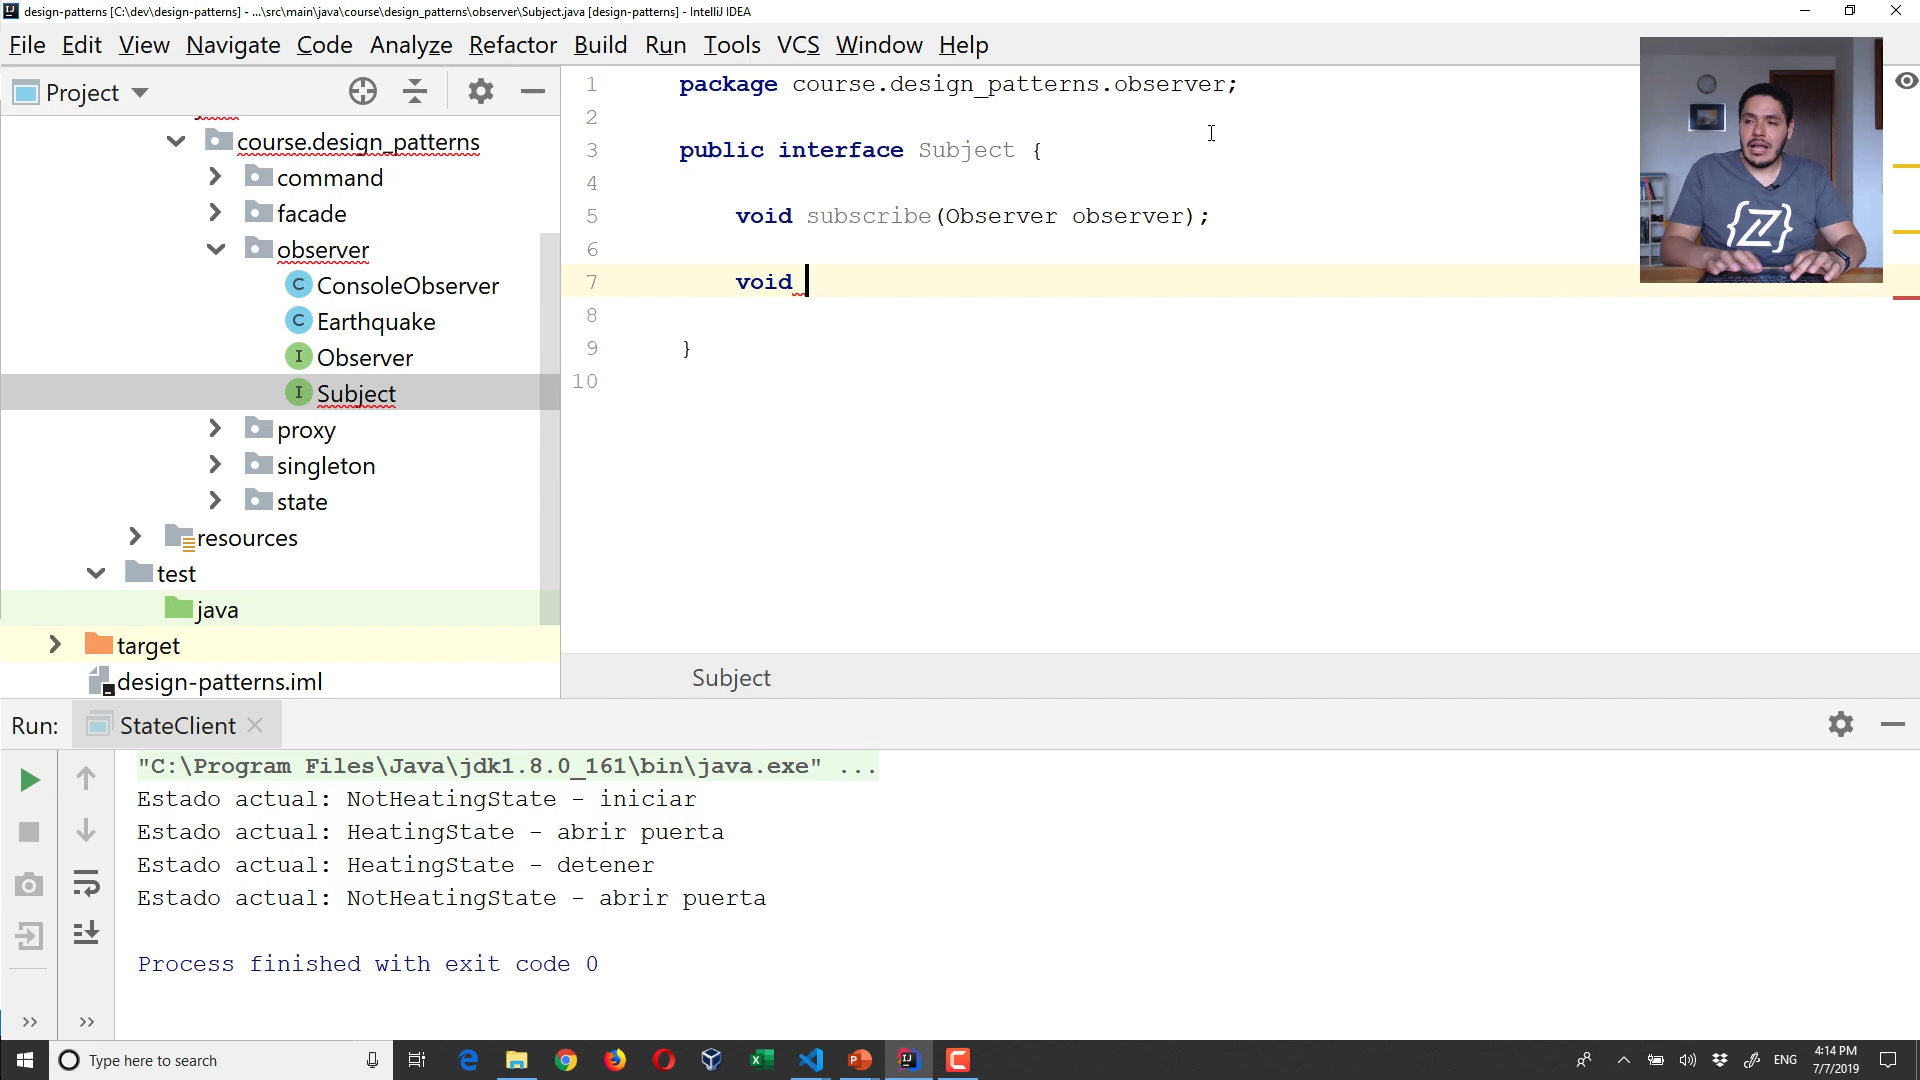 design-patterns [C:\dev\design-patterns] - ...\src\main\java\course\design_patterns\observer\Subject.java [design-patterns] - IntelliJ IDEA
File Edit View Navigate Code Analyze Refactor Build Run Tools VCS Window Help
Project
course.design_patterns
command
facade
observer
ConsoleObserver
Earthquake
Observer
Subject
proxy
singleton
state
resources
test
java
target
design-patterns.iml
1 package course.design_patterns.observer;
2
3 public interface Subject {
4
5 void subscribe(Observer observer);
6
7 void
8
9 }
10
Subject
Run: StateClient
"C:\Program Files\Java\jdk1.8.0_161\bin\java.exe" ...
Estado actual: NotHeatingState - iniciar
Estado actual: HeatingState - abrir puerta
Estado actual: HeatingState - detener
Estado actual: NotHeatingState - abrir puerta
Process finished with exit code 0
Type here to search
ENG
4:14 PM
7/7/2019